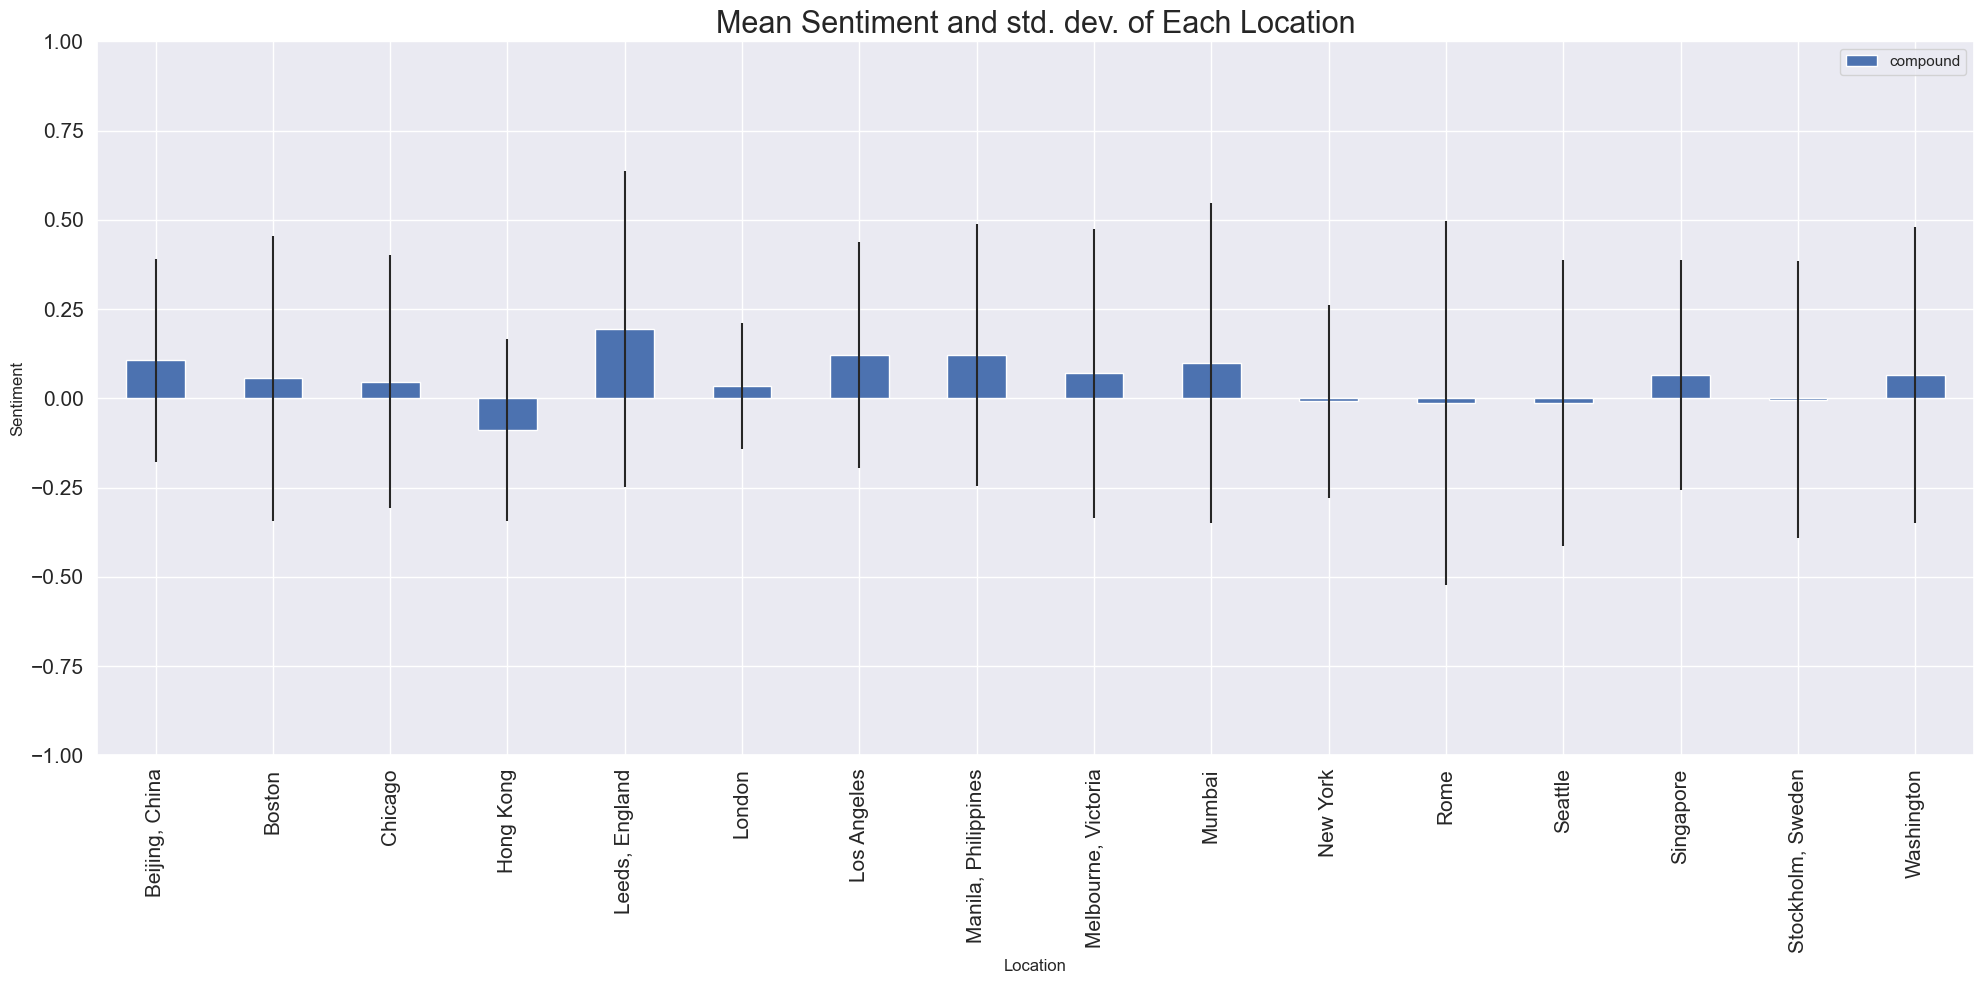 Mean Sentiment and std. dev. of Each Location
compound
1.00
0.75
0.50
0.25
0.00
−0.25
−0.50
−0.75
−1.00
Sentiment
Beijing, China
Boston
Chicago
Hong Kong
Leeds, England
London
Los Angeles
Manila, Philippines
Melbourne, Victoria
Mumbai
New York
Rome
Seattle
Singapore
Stockholm, Sweden
Washington
Location